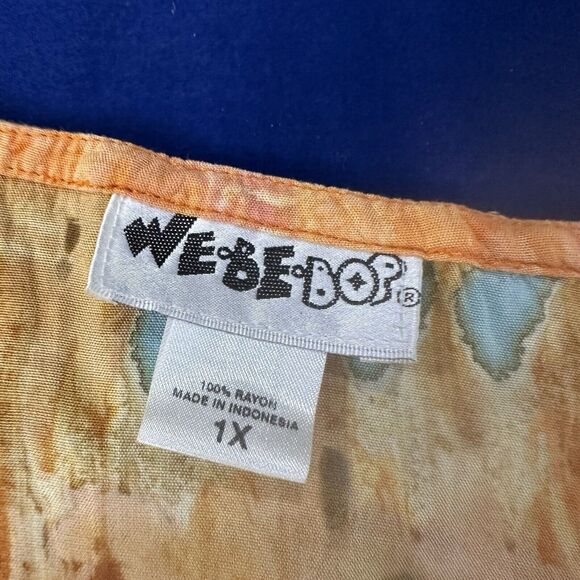 WE-BE-BOP®
100% RAYON
MADE IN INDONESIA
1X